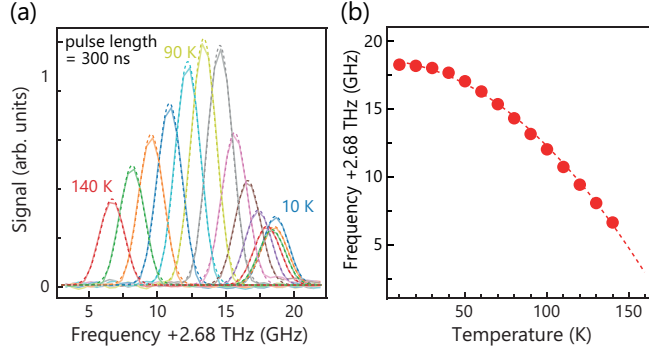 (a)
pulse length
= 300 ns
90 K
140 K
10 K
1
0
Signal (arb. units)
5
10
15
20
Frequency +2.68 THz (GHz)
(b)
20
15
10
5
Frequency +2.68 THz (GHz)
0
50
100
150
Temperature (K)